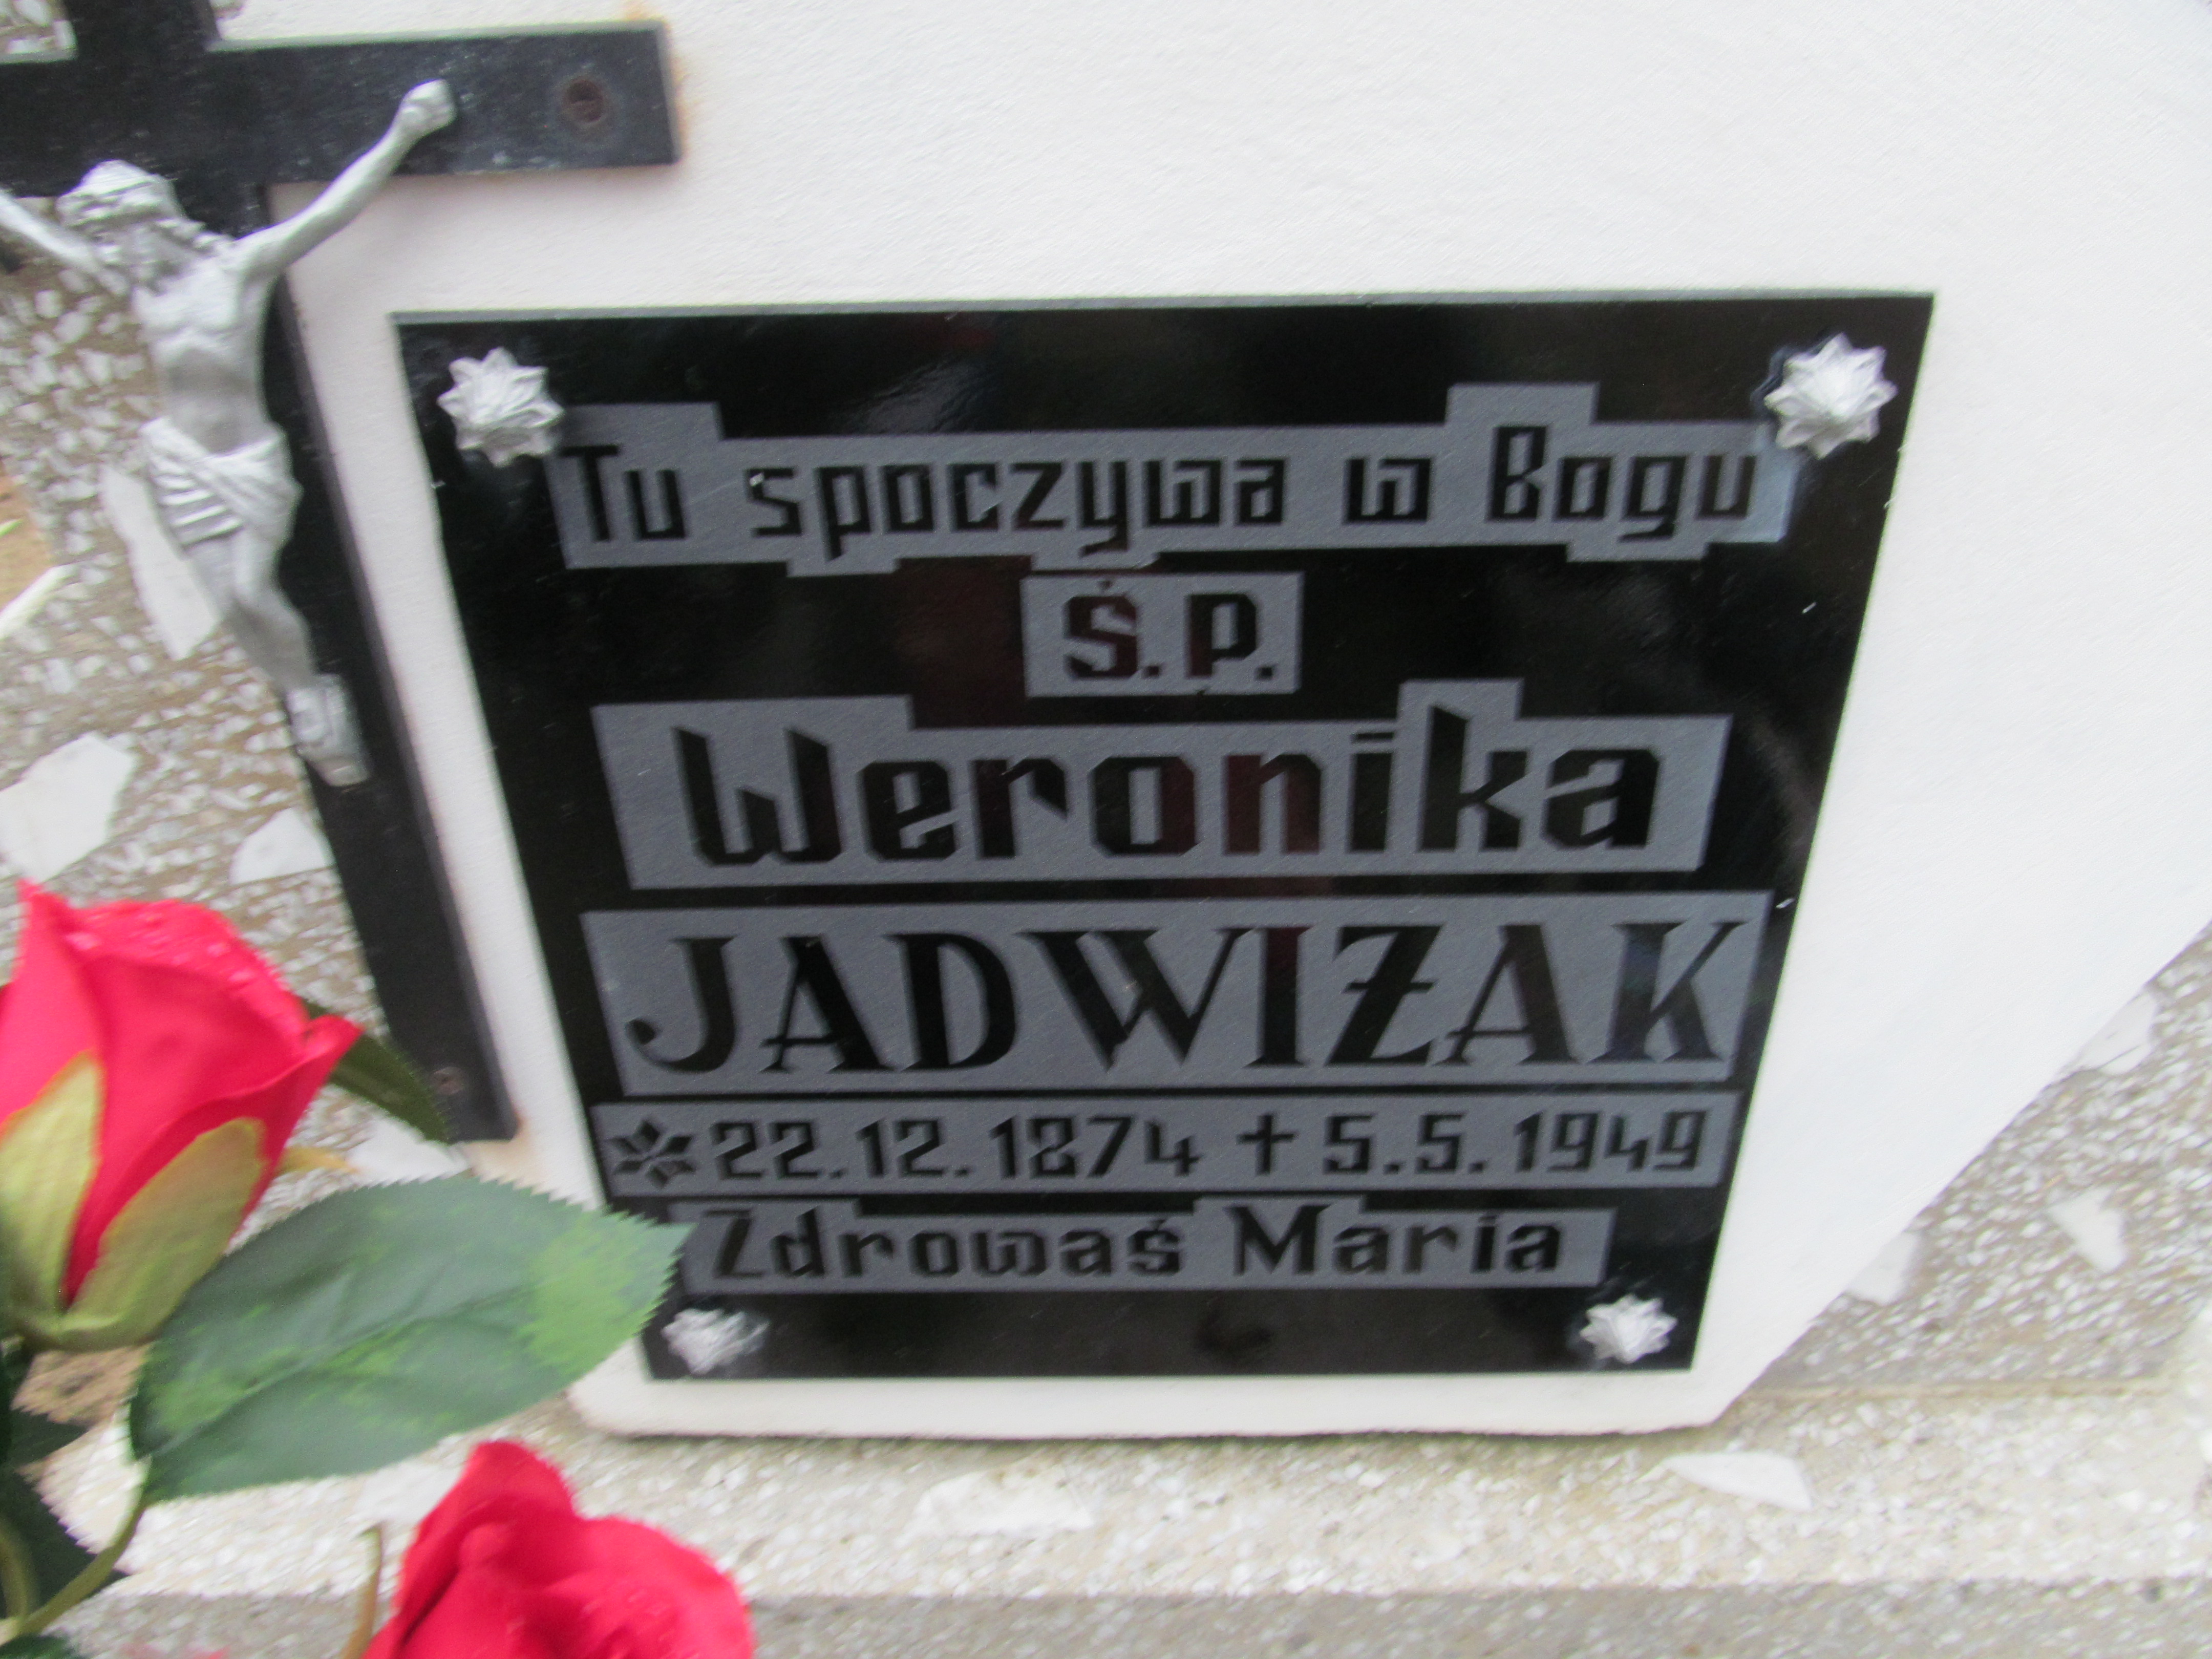 Tu spoczywa w Bogu
Ś.P.
Weronika
JADWIŻAK
* 22.12.1874 ✝ 5.5.1949
Zdrowaś Maria